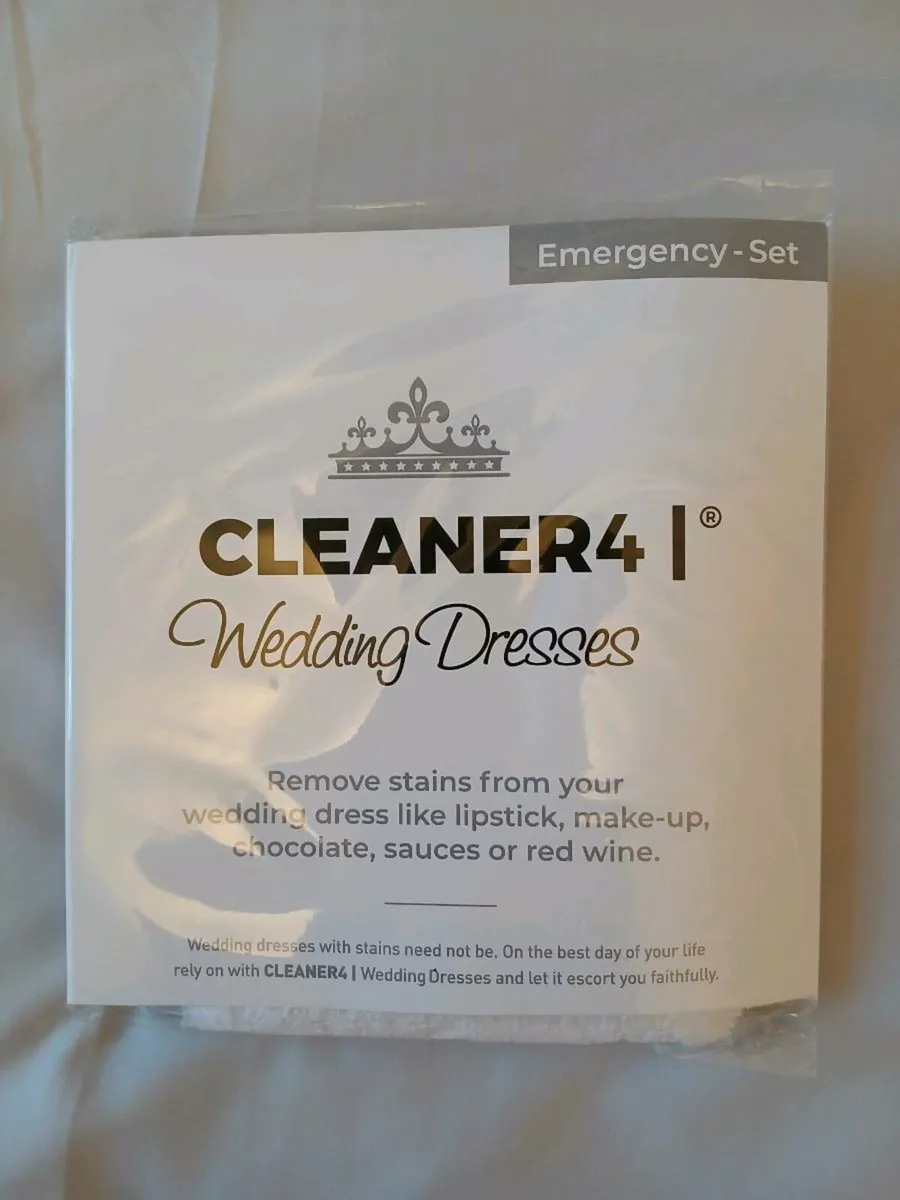 Emergency-Set
CLEANER4 |®
Wedding Dresses
Remove stains from your
wedding dress like lipstick, make-up,
chocolate, sauces or red wine.
Wedding dresses with stains need not be. On the best day of your life
rely on with CLEANER4 | Wedding Dresses and let it escort you faithfully.